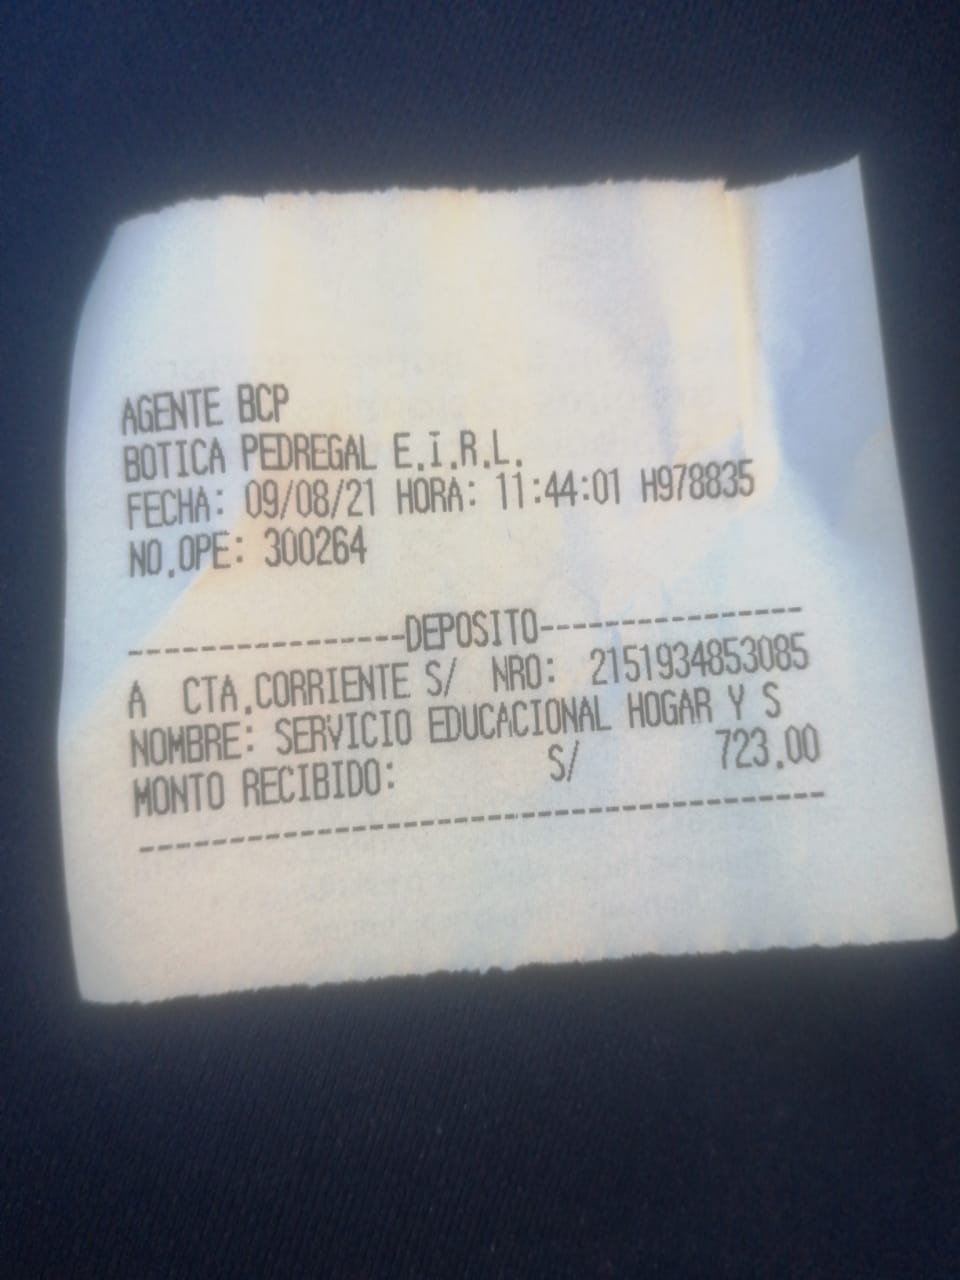 AGENTE BCP
BOTICA PEDREGAL E.I.R.L.
FECHA: 09/08/21 HORA: 11:44:01 H978835
NO.OPE: 300264
----------------DEPOSITO---------------
A CTA.CORRIENTE S/ NRO: 2151934853085
NOMBRE: SERVICIO EDUCACIONAL HOGAR Y S
MONTO RECIBIDO: S/ 723.00
----------------------------------------